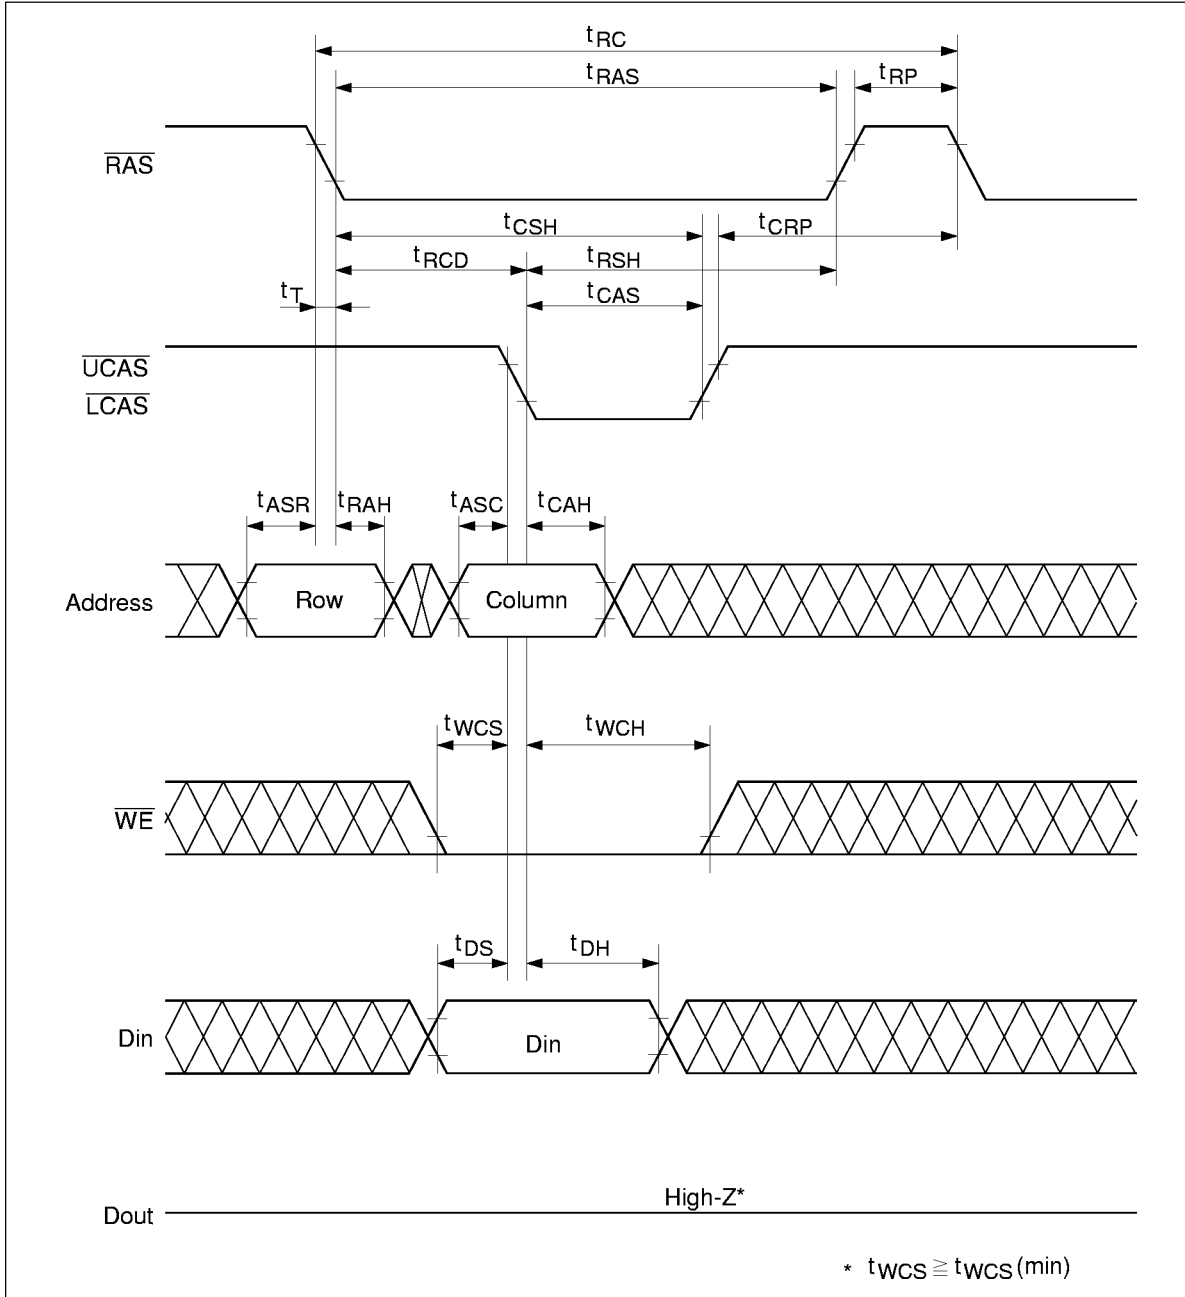 tRC
tRAS tRP
RAS
tCSH tCRP
tRCD tRSH
tT tCAS
UCAS
LCAS
tASR tRAH tASC tCAH
Address Row Column
tWCS tWCH
WE
tDS tDH
Din Din
High-Z*
Dout
* tWCS ≧ tWCS(min)